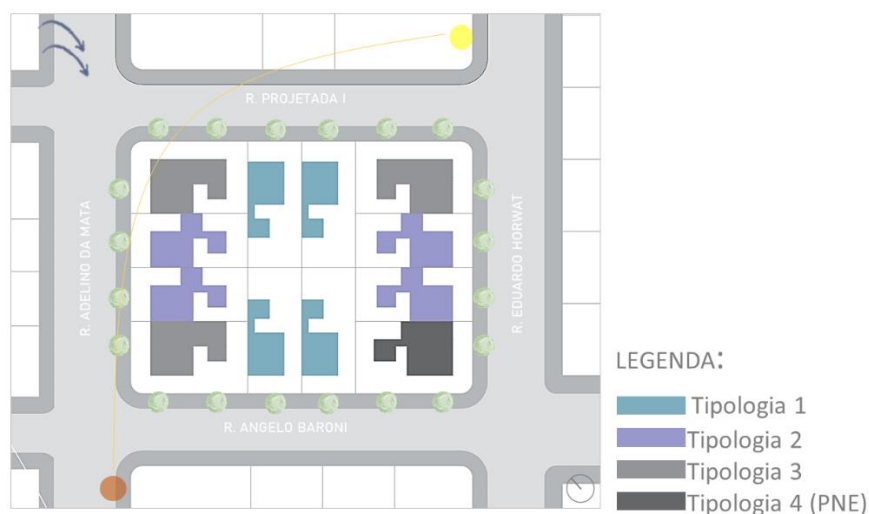 R. PROJETADA I
R. ADELINO DA MATA
R. EDUARDO HORWAT
R. ANGELO BARONI
LEGENDA:
Tipologia 1
Tipologia 2
Tipologia 3
Tipologia 4 (PNE)